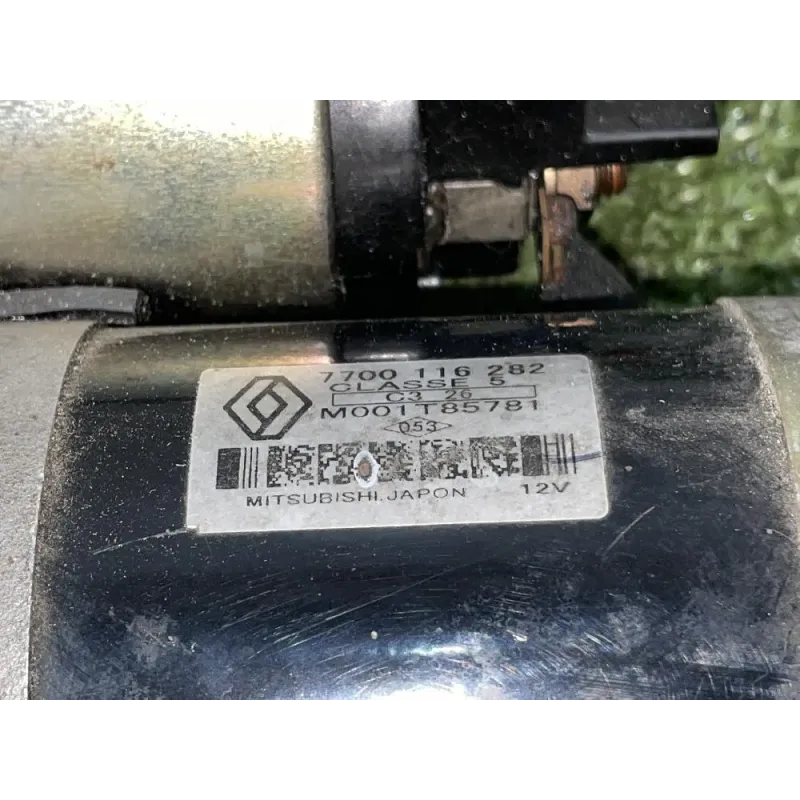 7700 116 282
CLASSE 5
C3 26
M001T85781
053
MITSUBISHI.JAPON 12V